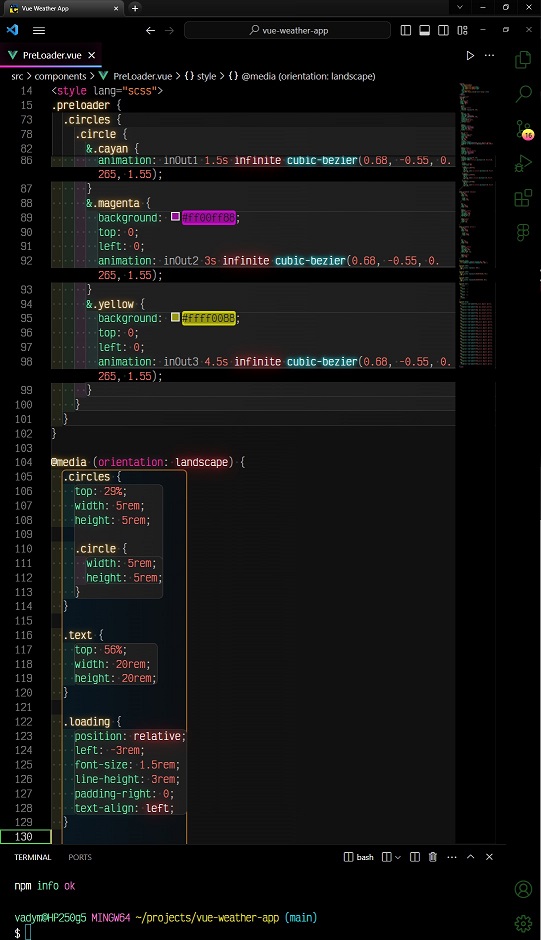 Vue Weather App
vue-weather-app
PreLoader.vue
src > components > PreLoader.vue > {} style > {} @media (orientation: landscape)
14 <style lang="scss">
15 .preloader {
73 .circles {
78 .circle {
82 &.cayan {
86 animation: inOut1 1.5s infinite cubic-bezier(0.68, -0.55, 0.
265, 1.55);
87 }
88 &.magenta {
89 background: #ff00ff88;
90 top: 0;
91 left: 0;
92 animation: inOut2 3s infinite cubic-bezier(0.68, -0.55, 0.
265, 1.55);
93 }
94 &.yellow {
95 background: #ffff0088;
96 top: 0;
97 left: 0;
98 animation: inOut3 4.5s infinite cubic-bezier(0.68, -0.55, 0.
265, 1.55);
99 }
100 }
101 }
102 }
103
104 @media (orientation: landscape) {
105 .circles {
106 top: 29%;
107 width: 5rem;
108 height: 5rem;
109
110 .circle {
111 width: 5rem;
112 height: 5rem;
113 }
114 }
115
116 .text {
117 top: 56%;
118 width: 20rem;
119 height: 20rem;
120 }
121
122 .loading {
123 position: relative;
124 left: -3rem;
125 font-size: 1.5rem;
126 line-height: 3rem;
127 padding-right: 0;
128 text-align: left;
129 }
130
16
TERMINAL PORTS bash
npm info ok
vadym@HP250g5 MINGW64 ~/projects/vue-weather-app (main)
$